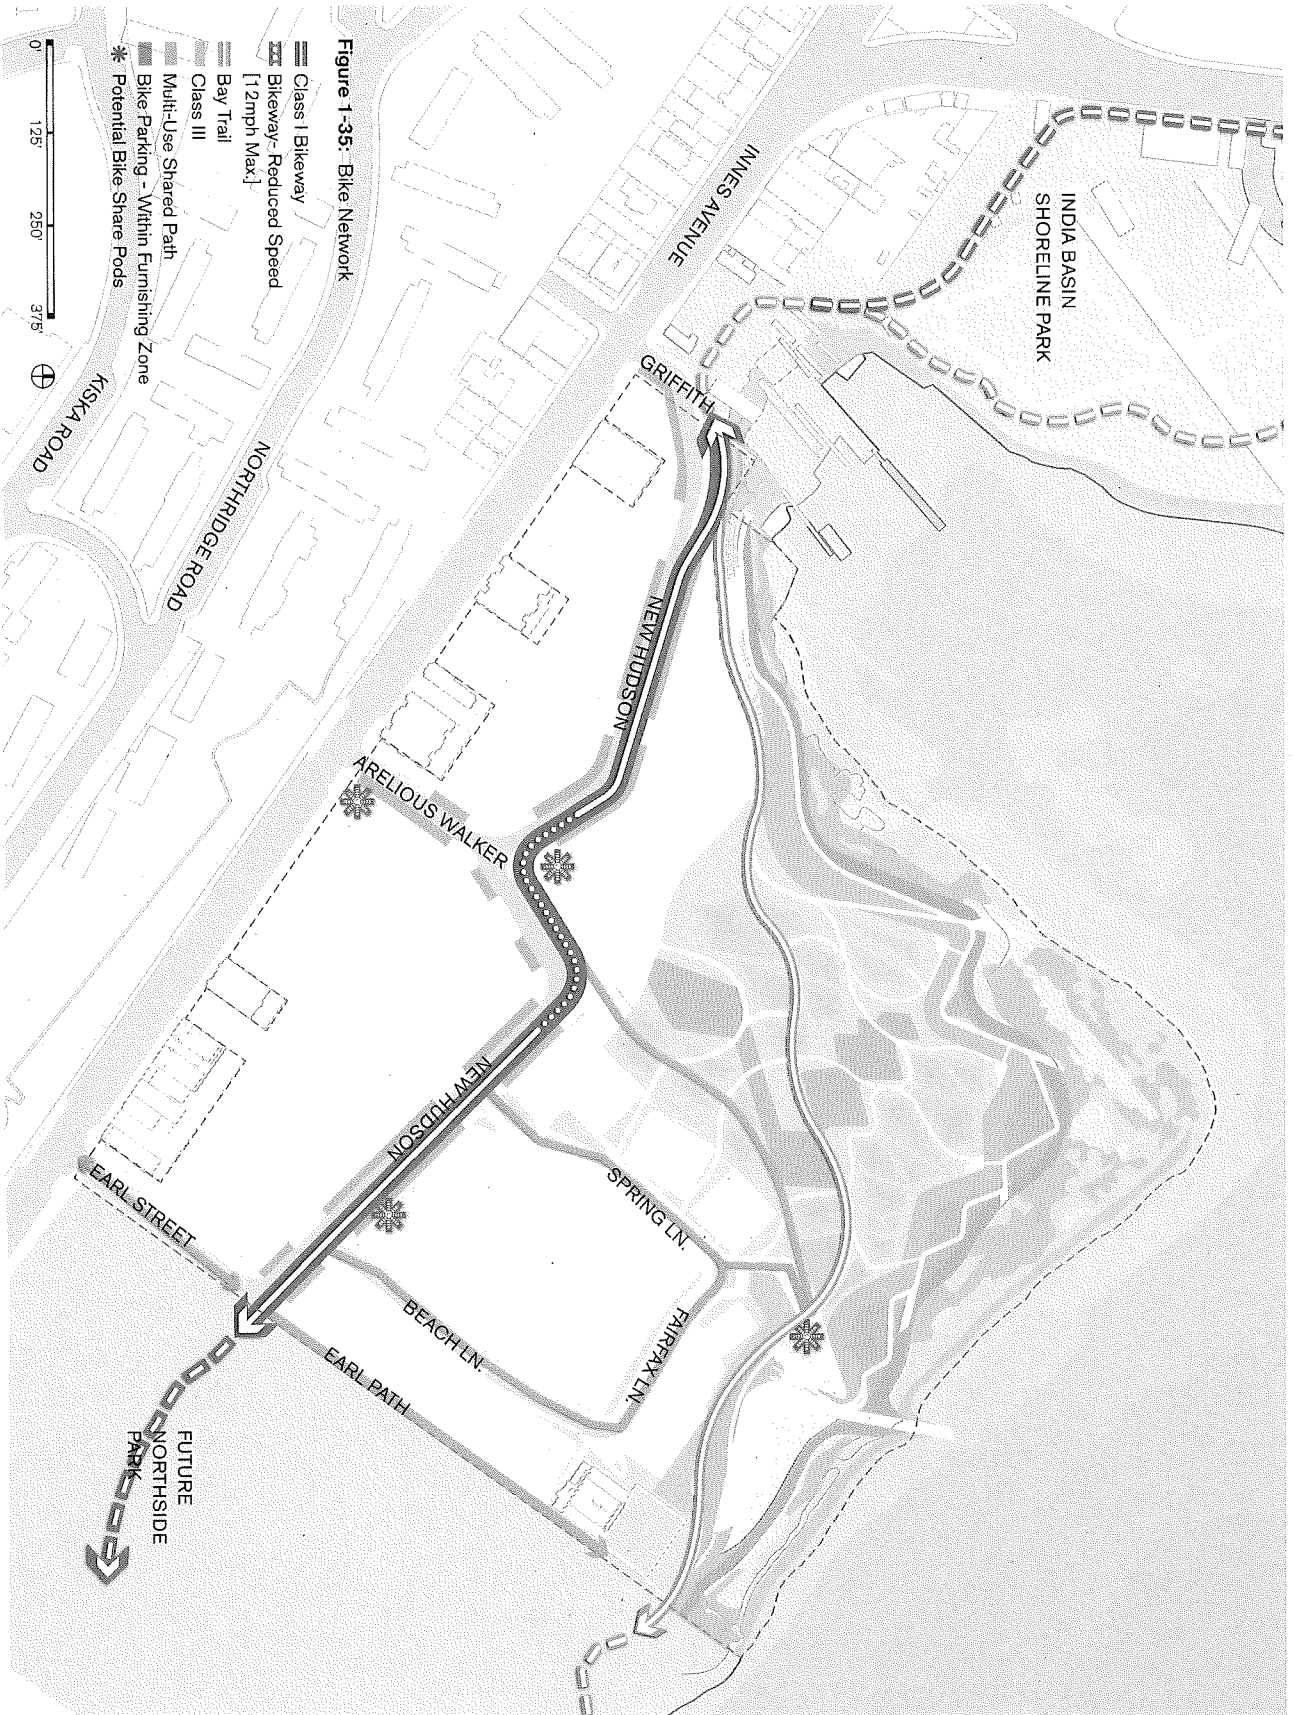 Figure 1-35: Bike Network
Class I Bikeway
Bikeway- Reduced Speed
[12mph Max.]
Bay Trail
Class III
Multi-Use Shared Path
Bike Parking - Within Furnishing Zone
Potential Bike Share Pods
0'
125'
250'
375'
INNES AVENUE
INDIA BASIN
SHORELINE PARK
GRIFFITH
KISKA ROAD
NORTHRIDGE ROAD
NEW HUDSON
ARELIOUS WALKER
NEW HUDSON
SPRING LN.
EARL STREET
BEACH LN.
FAIRFAX LN.
EARL PATH
FUTURE
NORTHSIDE
PARK